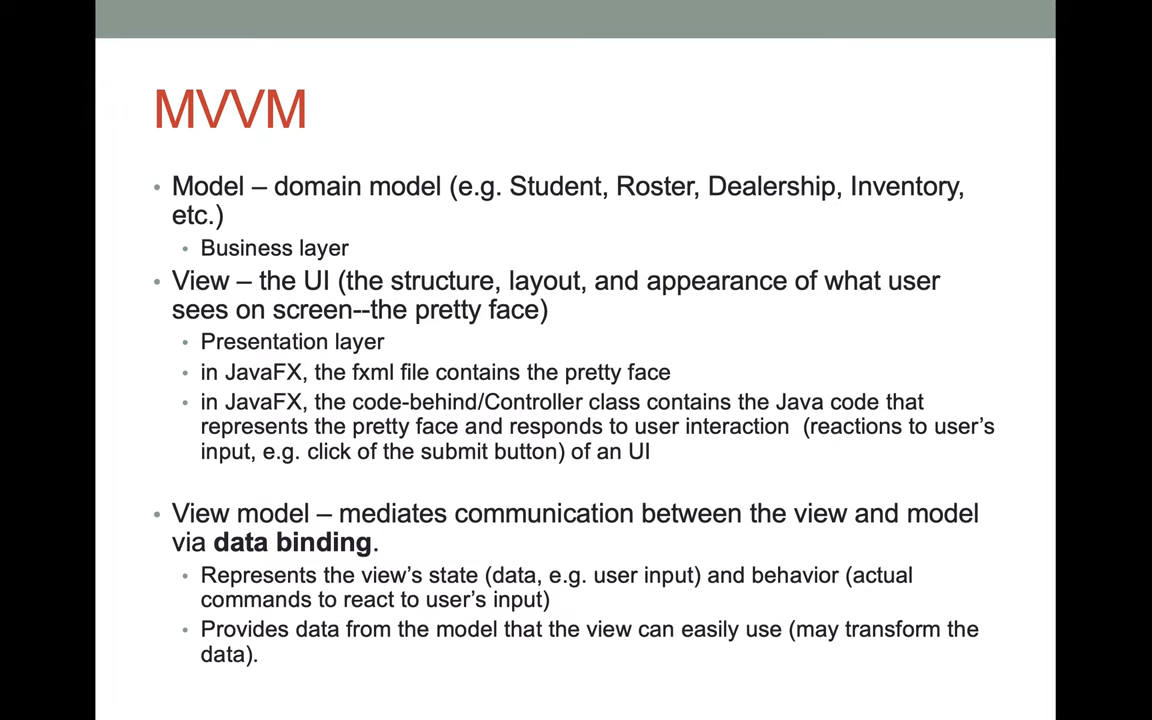 MVVM
• Model – domain model (e.g. Student, Roster, Dealership, Inventory,
etc.)
• Business layer
• View – the UI (the structure, layout, and appearance of what user
sees on screen--the pretty face)
• Presentation layer
• in JavaFX, the fxml file contains the pretty face
• in JavaFX, the code-behind/Controller class contains the Java code that
represents the pretty face and responds to user interaction  (reactions to user’s
input, e.g. click of the submit button) of an UI
• View model – mediates communication between the view and model
via data binding.
• Represents the view’s state (data, e.g. user input) and behavior (actual
commands to react to user’s input)
• Provides data from the model that the view can easily use (may transform the
data).